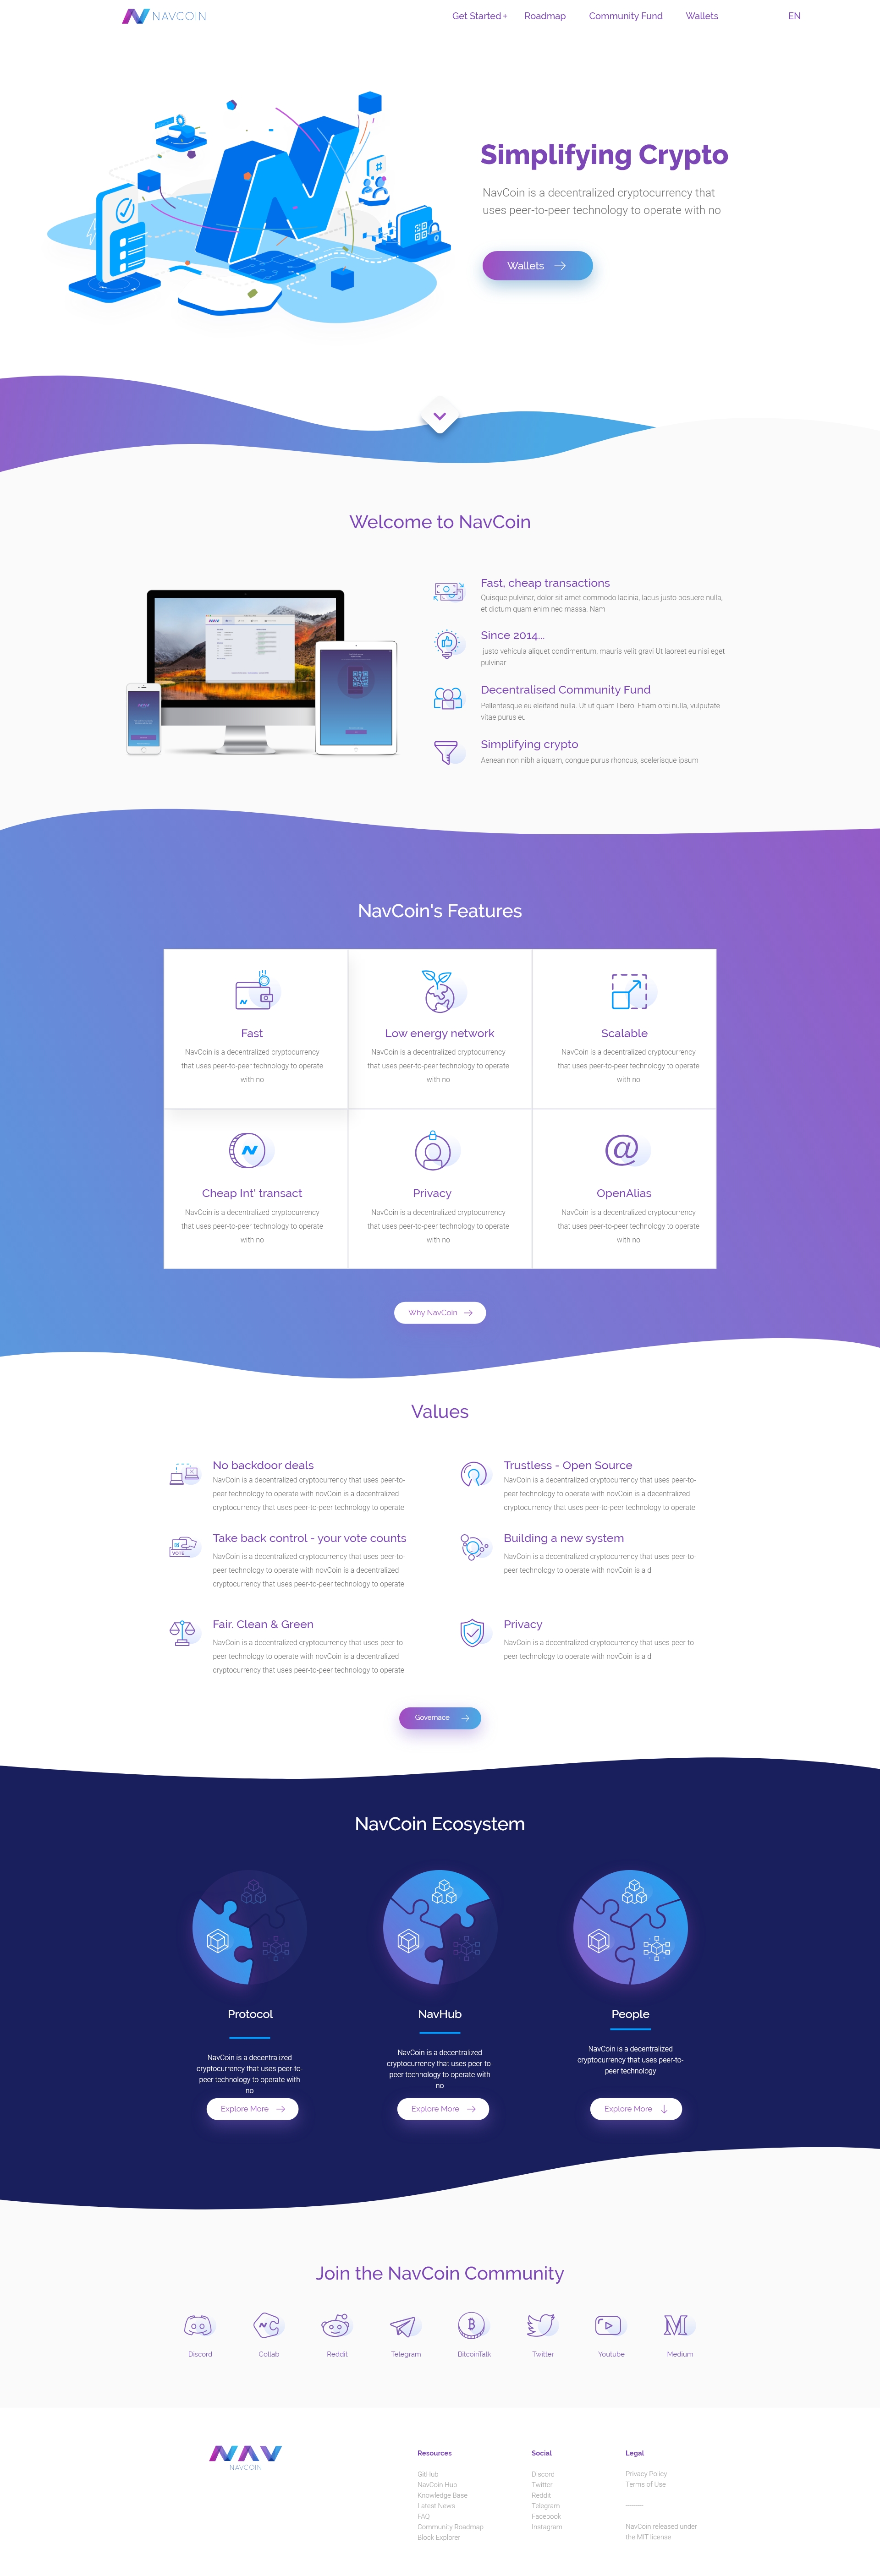 NAVCOIN
Get Started +
Roadmap
Community Fund
Wallets
EN
Simplifying Crypto
NavCoin is a decentralized cryptocurrency that
uses peer-to-peer technology to operate with no
Wallets
Welcome to NavCoin
Fast, cheap transactions
Quisque pulvinar, dolor sit amet commodo lacinia, lacus justo posuere nulla,
et dictum quam enim nec massa. Nam
Since 2014...
justo vehicula aliquet condimentum, mauris velit gravi Ut laoreet eu nisi eget
pulvinar
Decentralised Community Fund
Pellentesque eu eleifend nulla. Ut ut quam libero. Etiam orci nulla, vulputate
vitae purus eu
Simplifying crypto
Aenean non nibh aliquam, congue purus rhoncus, scelerisque ipsum
NavCoin's Features
Fast
NavCoin is a decentralized cryptocurrency
that uses peer-to-peer technology to operate
with no
Low energy network
NavCoin is a decentralized cryptocurrency
that uses peer-to-peer technology to operate
with no
Scalable
NavCoin is a decentralized cryptocurrency
that uses peer-to-peer technology to operate
with no
Cheap Int' transact
NavCoin is a decentralized cryptocurrency
that uses peer-to-peer technology to operate
with no
Privacy
NavCoin is a decentralized cryptocurrency
that uses peer-to-peer technology to operate
with no
@
OpenAlias
NavCoin is a decentralized cryptocurrency
that uses peer-to-peer technology to operate
with no
Why NavCoin
Values
No backdoor deals
NavCoin is a decentralized cryptocurrency that uses peer-to-
peer technology to operate with novCoin is a decentralized
cryptocurrency that uses peer-to-peer technology to operate
Trustless - Open Source
NavCoin is a decentralized cryptocurrency that uses peer-to-
peer technology to operate with novCoin is a decentralized
cryptocurrency that uses peer-to-peer technology to operate
VOTE
Take back control - your vote counts
NavCoin is a decentralized cryptocurrency that uses peer-to-
peer technology to operate with novCoin is a decentralized
cryptocurrency that uses peer-to-peer technology to operate
Building a new system
NavCoin is a decentralized cryptocurrency that uses peer-to-
peer technology to operate with novCoin is a d
Fair. Clean & Green
NavCoin is a decentralized cryptocurrency that uses peer-to-
peer technology to operate with novCoin is a decentralized
cryptocurrency that uses peer-to-peer technology to operate
Privacy
NavCoin is a decentralized cryptocurrency that uses peer-to-
peer technology to operate with novCoin is a d
Governace
NavCoin Ecosystem
Protocol
NavCoin is a decentralized
cryptocurrency that uses peer-to-
peer technology to operate with
no
Explore More
NavHub
NavCoin is a decentralized
cryptocurrency that uses peer-to-
peer technology to operate with
no
Explore More
People
NavCoin is a decentralized
cryptocurrency that uses peer-to-
peer technology
Explore More
Join the NavCoin Community
Discord
Collab
Reddit
Telegram
BitcoinTalk
Twitter
Youtube
Medium
NAV
NAVCOIN
Resources
GitHub
NavCoin Hub
Knowledge Base
Latest News
FAQ
Community Roadmap
Block Explorer
Social
Discord
Twitter
Reddit
Telegram
Facebook
Instagram
Legal
Privacy Policy
Terms of Use
NavCoin released under
the MIT license